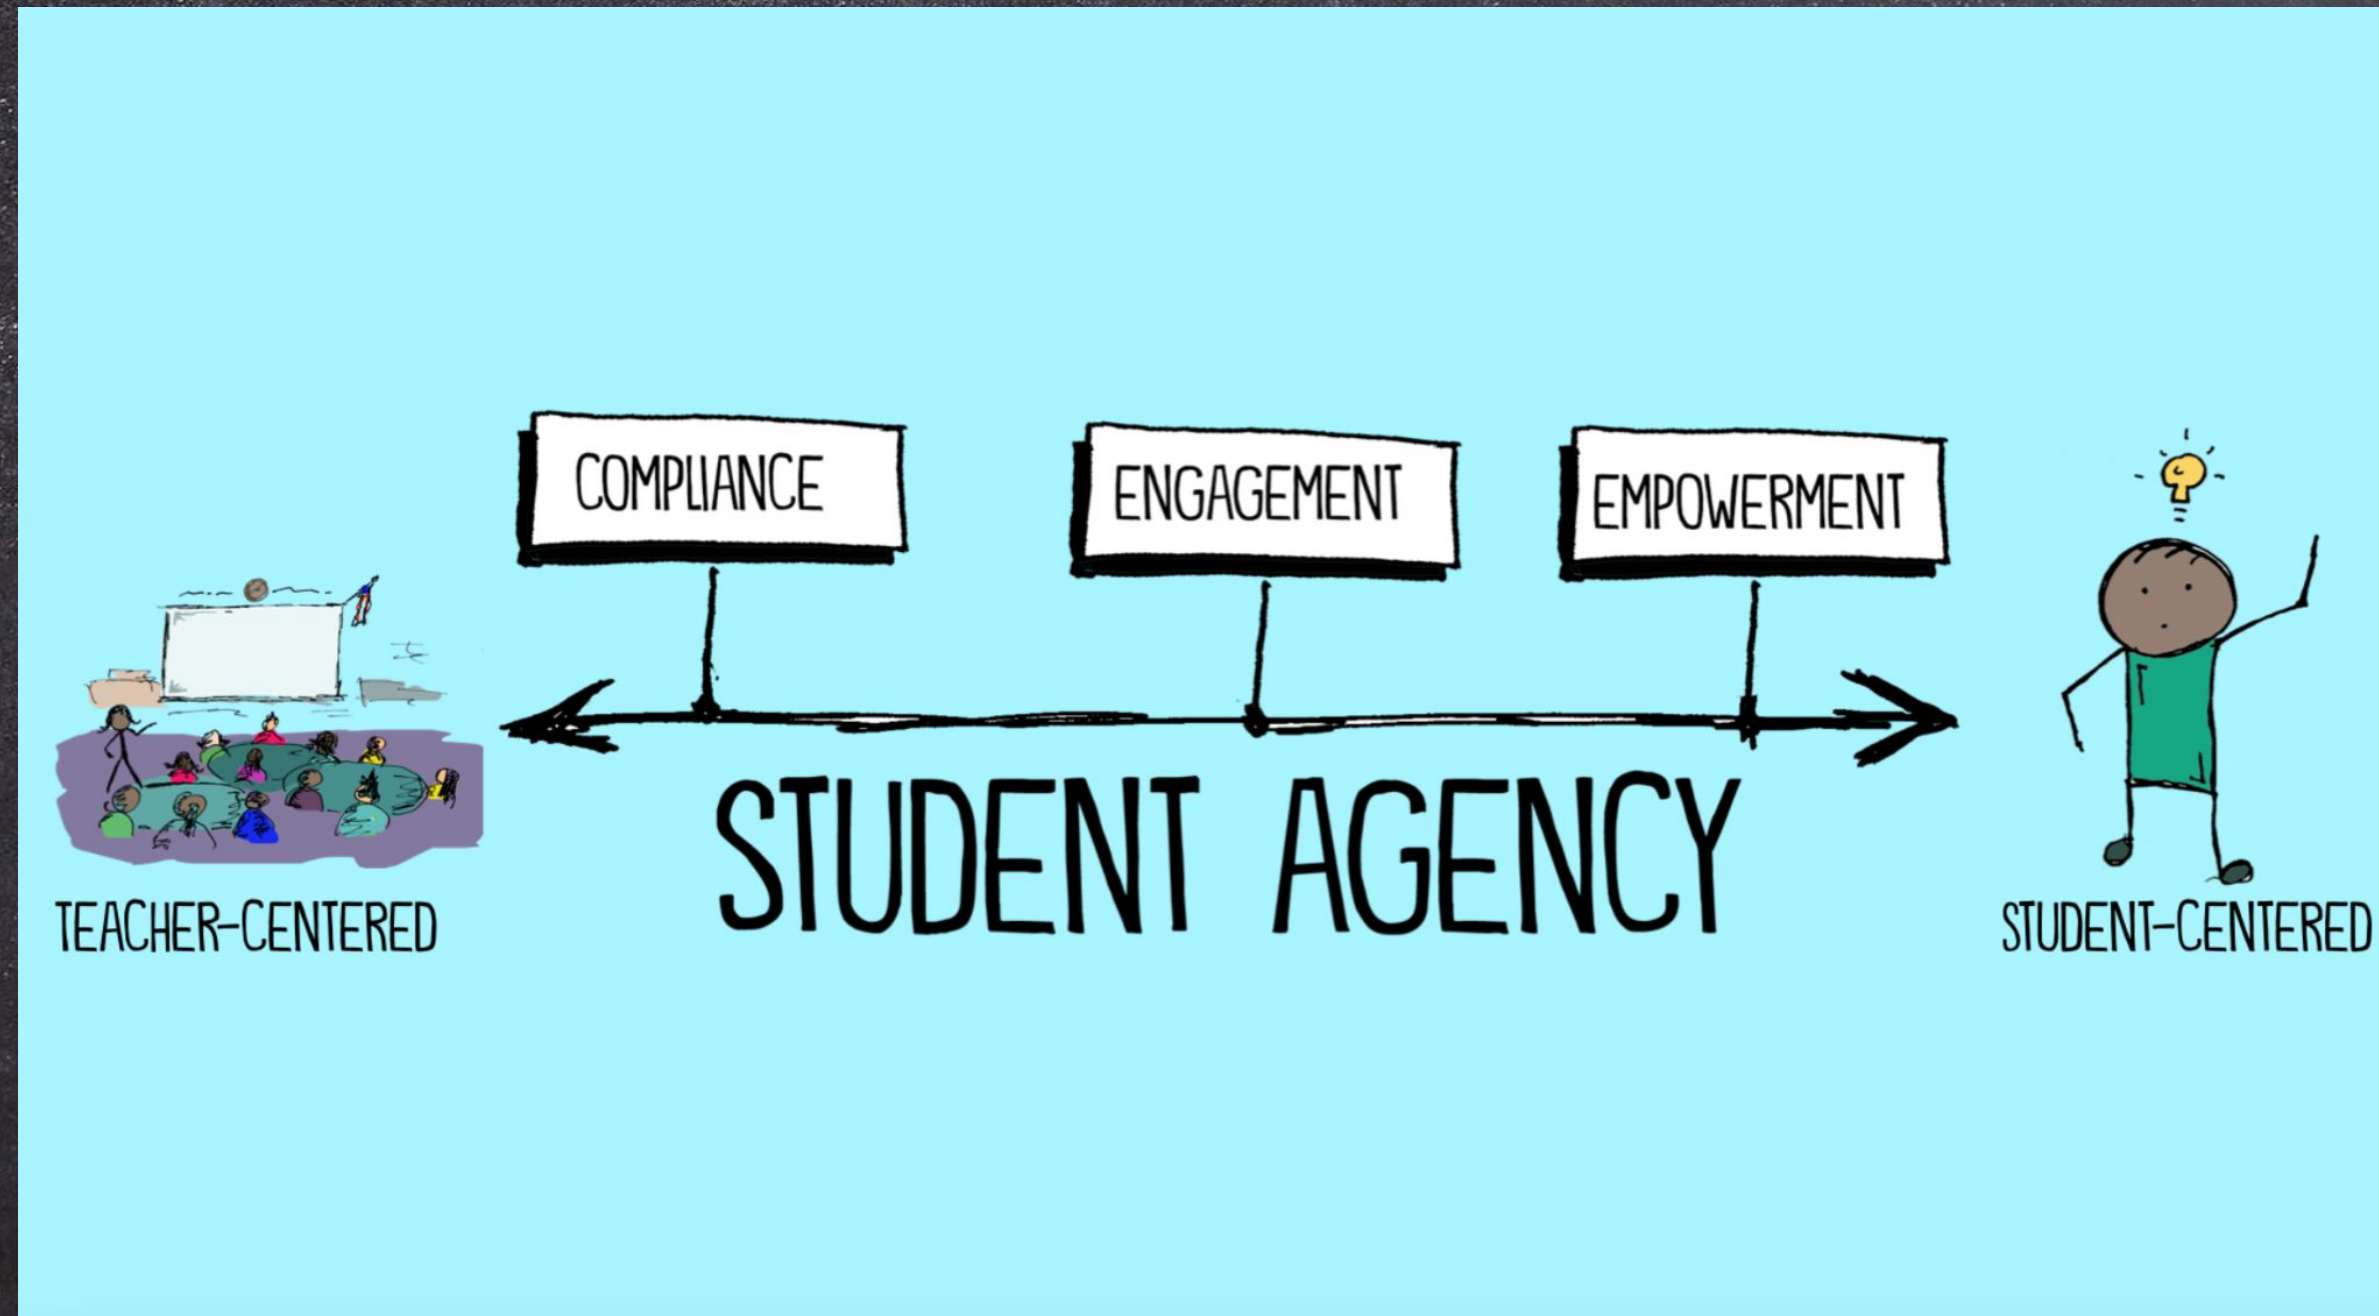 COMPLIANCE
ENGAGEMENT
EMPOWERMENT
STUDENT AGENCY
TEACHER-CENTERED
STUDENT-CENTERED